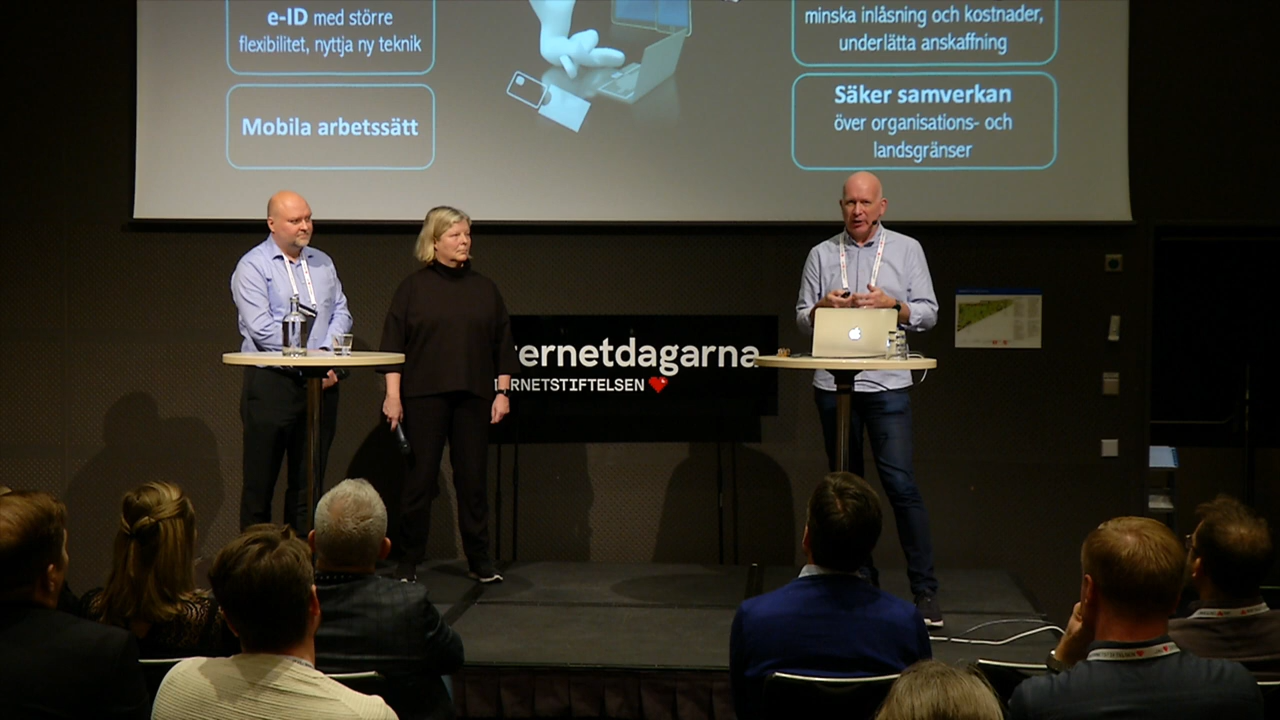 e-ID med större
flexibilitet, nyttja ny teknik
Mobila arbetssätt
minska inlåsning och kostnader,
underlätta anskaffning
Säker samverkan
över organisations- och
landsgränser
ernetdagarna
ERNETSTIFTELSEN